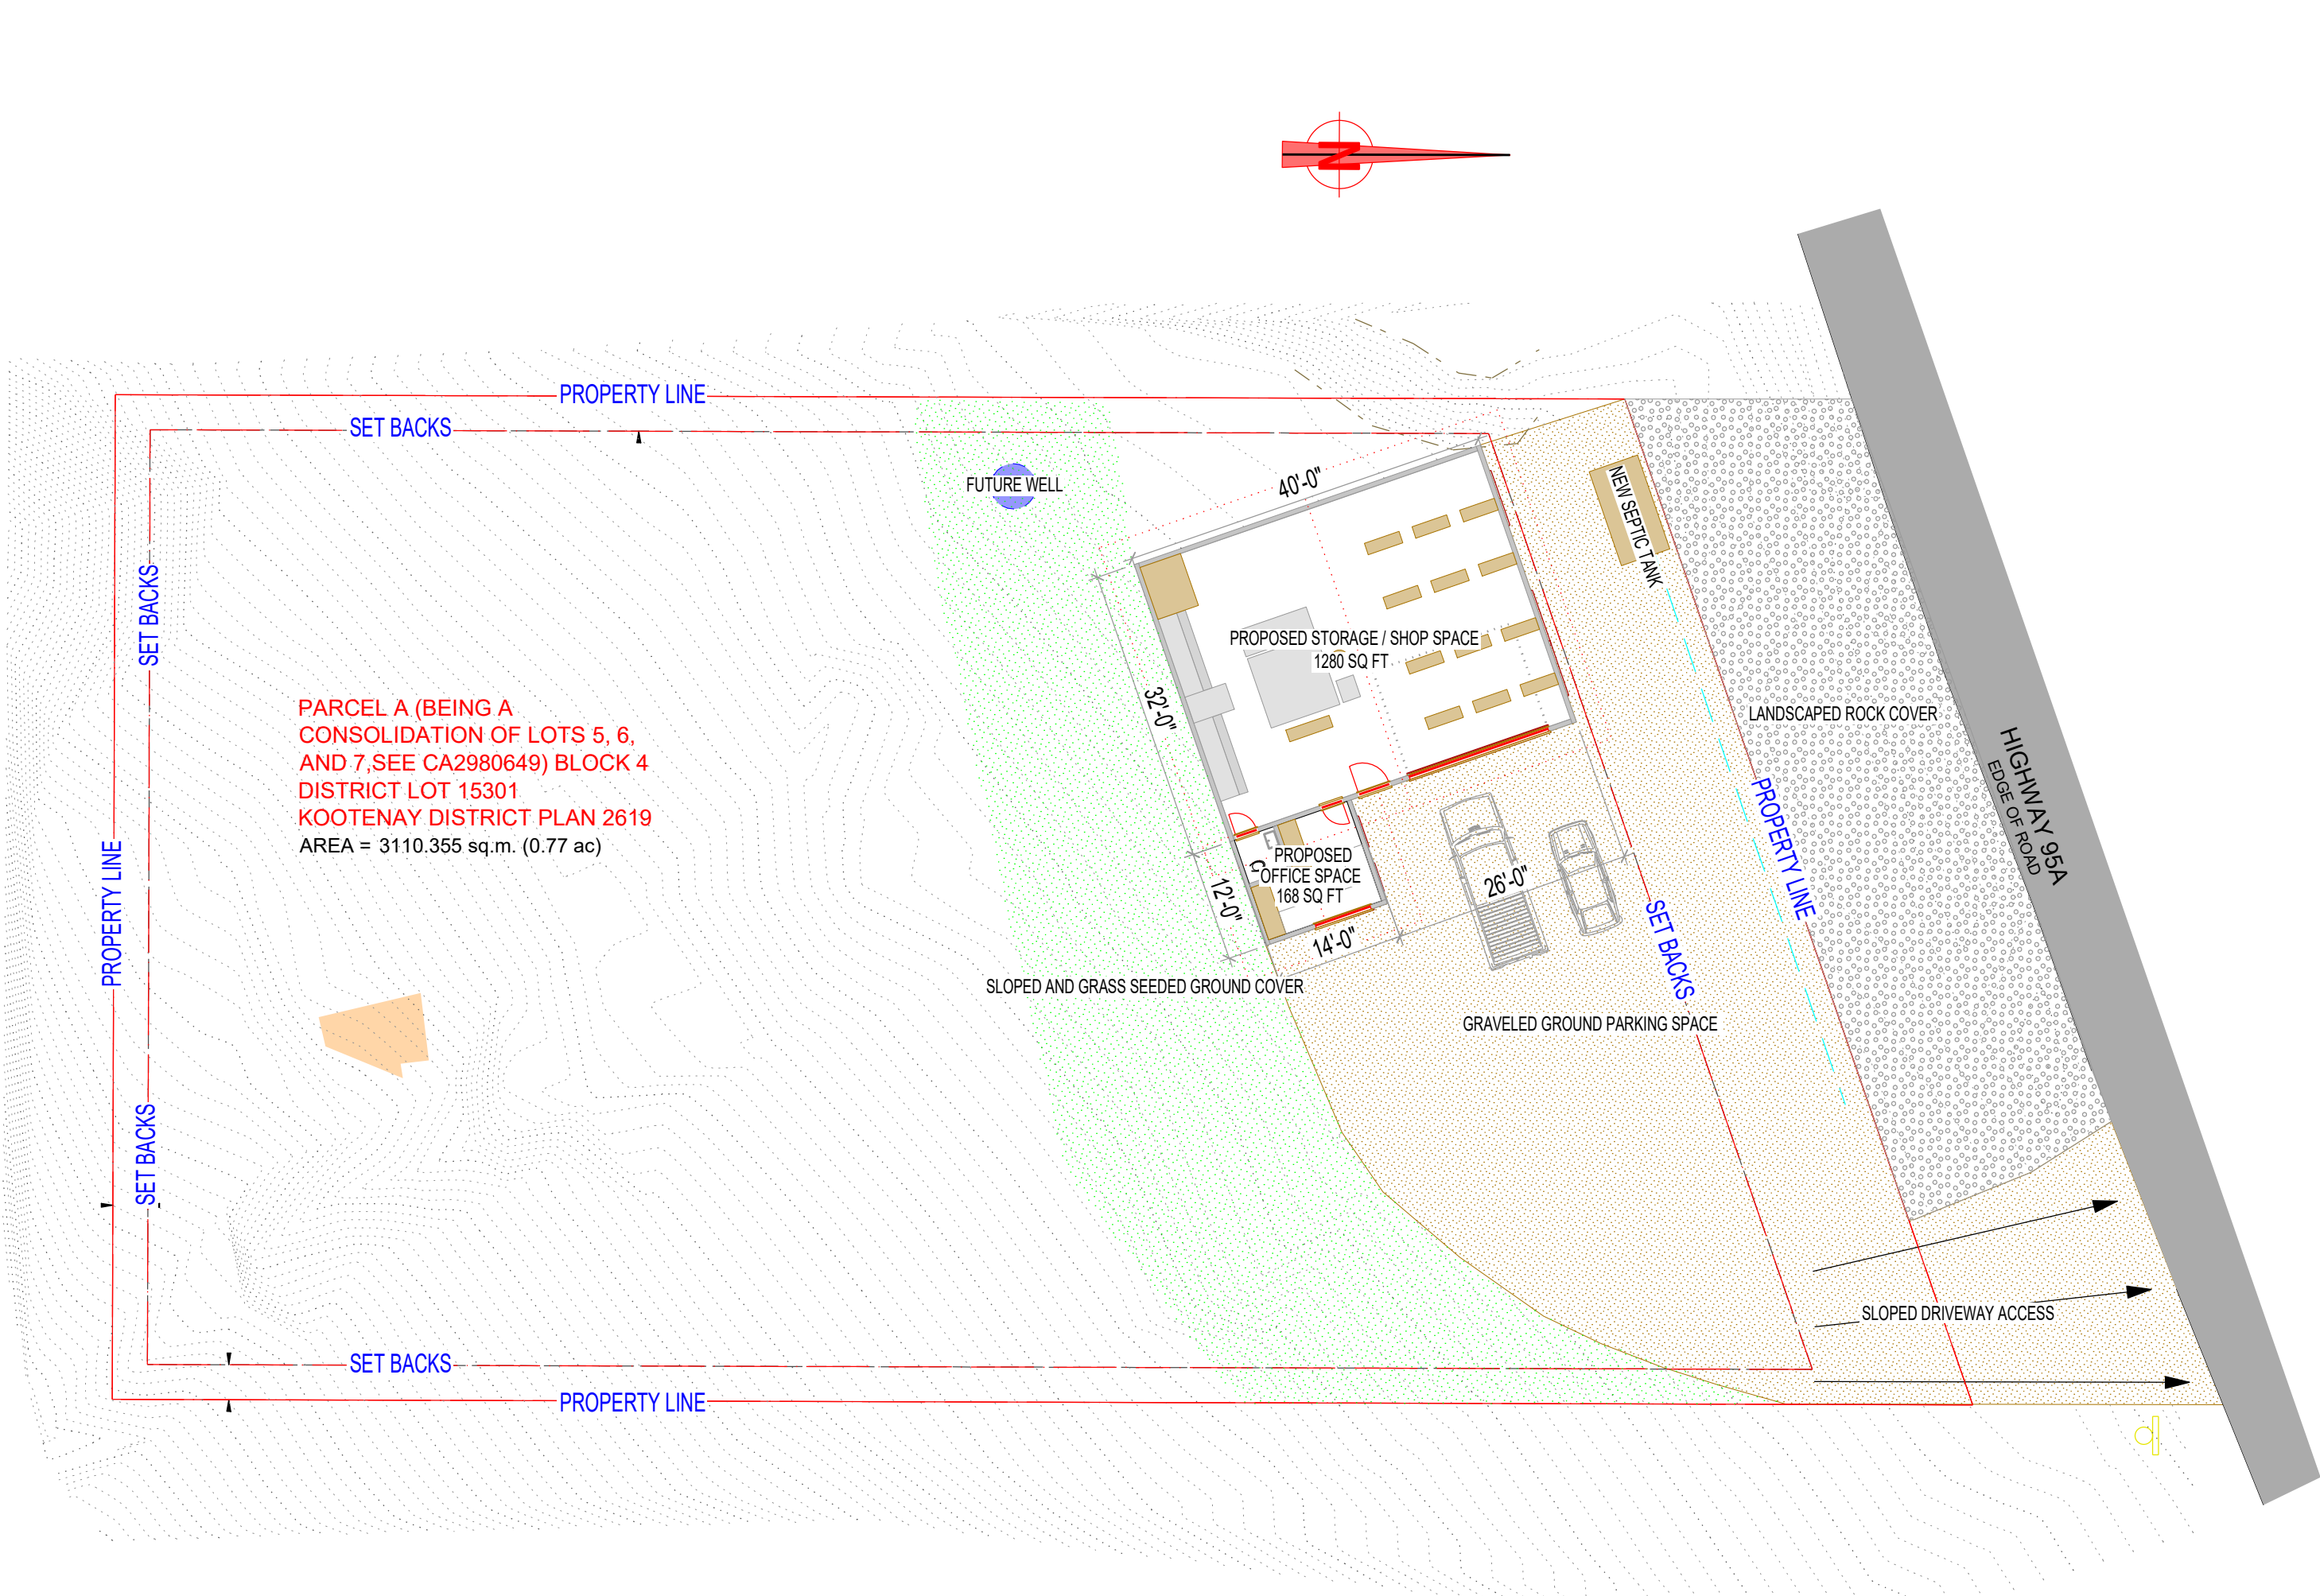 N
PROPERTY LINE
SET BACKS
FUTURE WELL
40'-0"
NEW SEPTIC TANK
SET BACKS
PROPOSED STORAGE / SHOP SPACE
1280 SQ FT
32'-0"
PARCEL A (BEING A
CONSOLIDATION OF LOTS 5, 6,
AND 7,SEE CA2980649) BLOCK 4
DISTRICT LOT 15301
KOOTENAY DISTRICT PLAN 2619
AREA = 3110.355 sq.m. (0.77 ac)
LANDSCAPED ROCK COVER
HIGHWAY 95A
EDGE OF ROAD
PROPERTY LINE
PROPERTY LINE
PROPOSED
OFFICE SPACE
168 SQ FT
12'-0"
14'-0"
26'-0"
SET BACKS
SLOPED AND GRASS SEEDED GROUND COVER
GRAVELED GROUND PARKING SPACE
SET BACKS
SLOPED DRIVEWAY ACCESS
SET BACKS
PROPERTY LINE